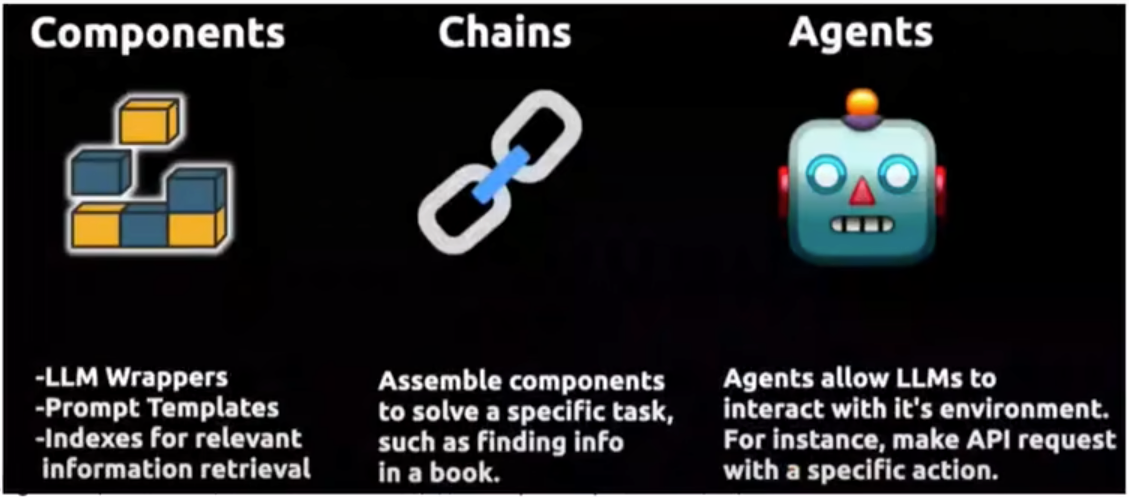 Components
-LLM Wrappers
-Prompt Templates
-Indexes for relevant
information retrieval
Chains
Assemble components
to solve a specific task,
such as finding info
in a book.
Agents
Agents allow LLMs to
interact with it's environment.
For instance, make API request
with a specific action.